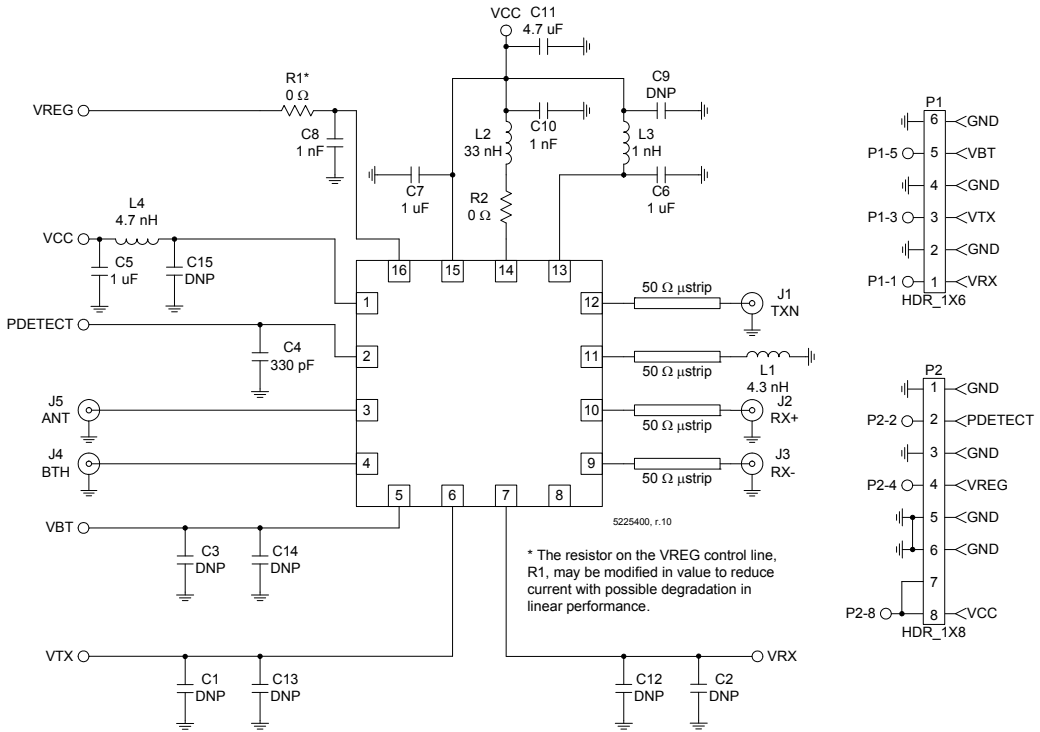 VCC
C11
4.7 uF
R1*
0 Ω
VREG
C8
1 nF
L2
33 nH
C10
1 nF
C9
DNP
L3
1 nH
C7
1 uF
R2
0 Ω
C6
1 uF
L4
4.7 nH
VCC
C5
1 uF
C15
DNP
16
15
14
13
1
12
50 Ω µstrip
J1
TXN
PDETECT
C4
330 pF
2
11
50 Ω µstrip
L1
4.3 nH
J5
ANT
3
10
50 Ω µstrip
J2
RX+
J4
BTH
4
9
50 Ω µstrip
J3
RX-
5
6
7
8
5225400, r.10
VBT
C3
DNP
C14
DNP
* The resistor on the VREG control line,
R1, may be modified in value to reduce
current with possible degradation in
linear performance.
VTX
C1
DNP
C13
DNP
C12
DNP
C2
DNP
VRX
P1
6
GND
P1-5
5
VBT
4
GND
P1-3
3
VTX
2
GND
P1-1
1
VRX
HDR_1X6
P2
1
GND
P2-2
2
PDETECT
3
GND
P2-4
4
VREG
5
GND
6
GND
7
P2-8
8
VCC
HDR_1X8